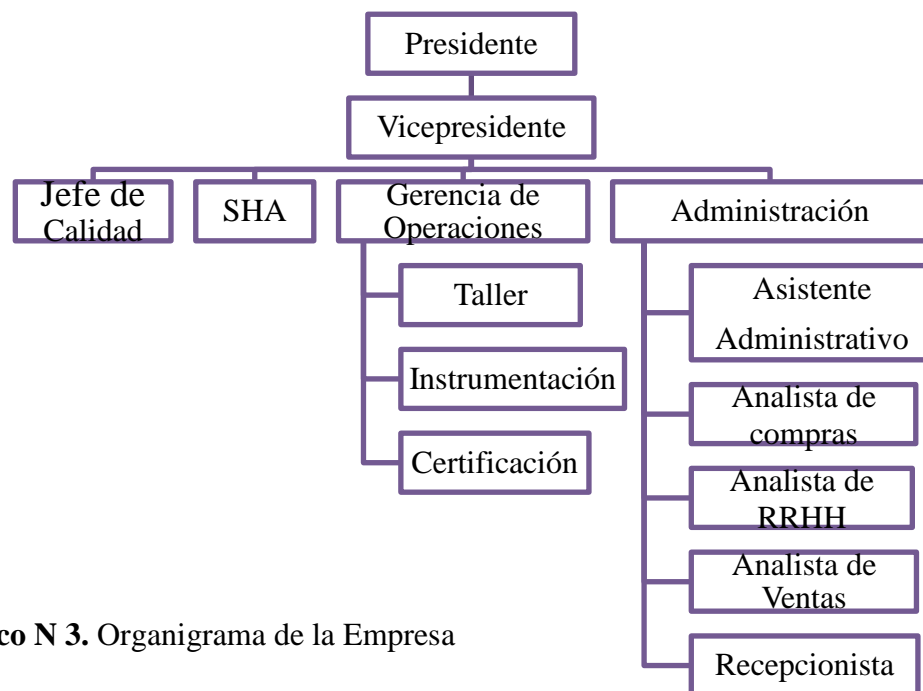 Presidente
Vicepresidente
Jefe de
Calidad
SHA
Gerencia de
Operaciones
Administración
Taller
Instrumentación
Certificación
Asistente
Administrativo
Analista de
compras
Analista de
RRHH
Analista de
Ventas
Recepcionista
co N 3. Organigrama de la Empresa